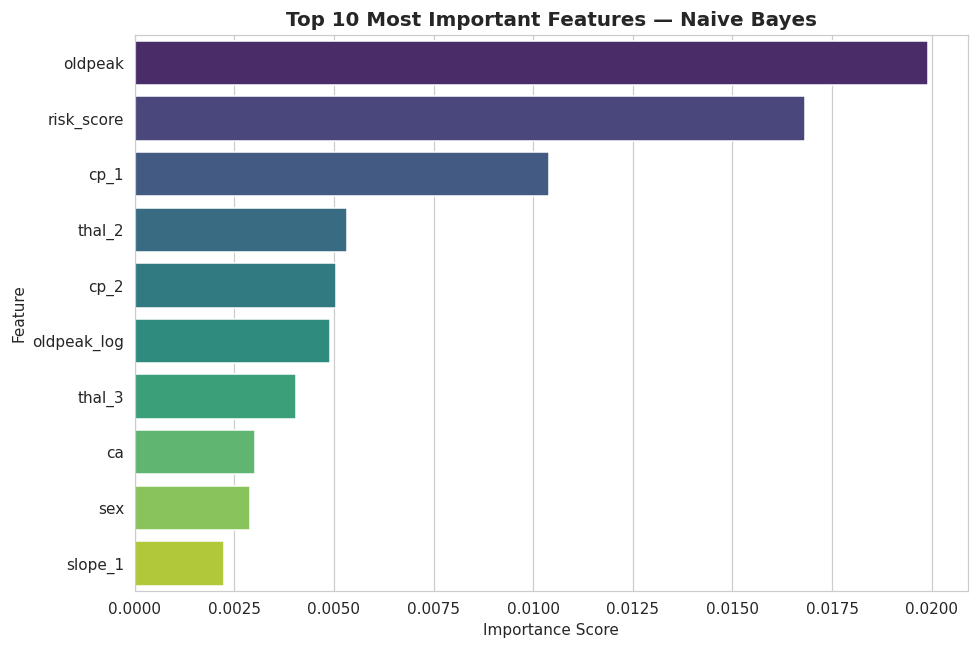 Top 10 Most Important Features — Naive Bayes
oldpeak
risk_score
cp_1
thal_2
cp_2
oldpeak_log
thal_3
ca
sex
slope_1
Feature
0.0000 0.0025 0.0050 0.0075 0.0100 0.0125 0.0150 0.0175 0.0200
Importance Score